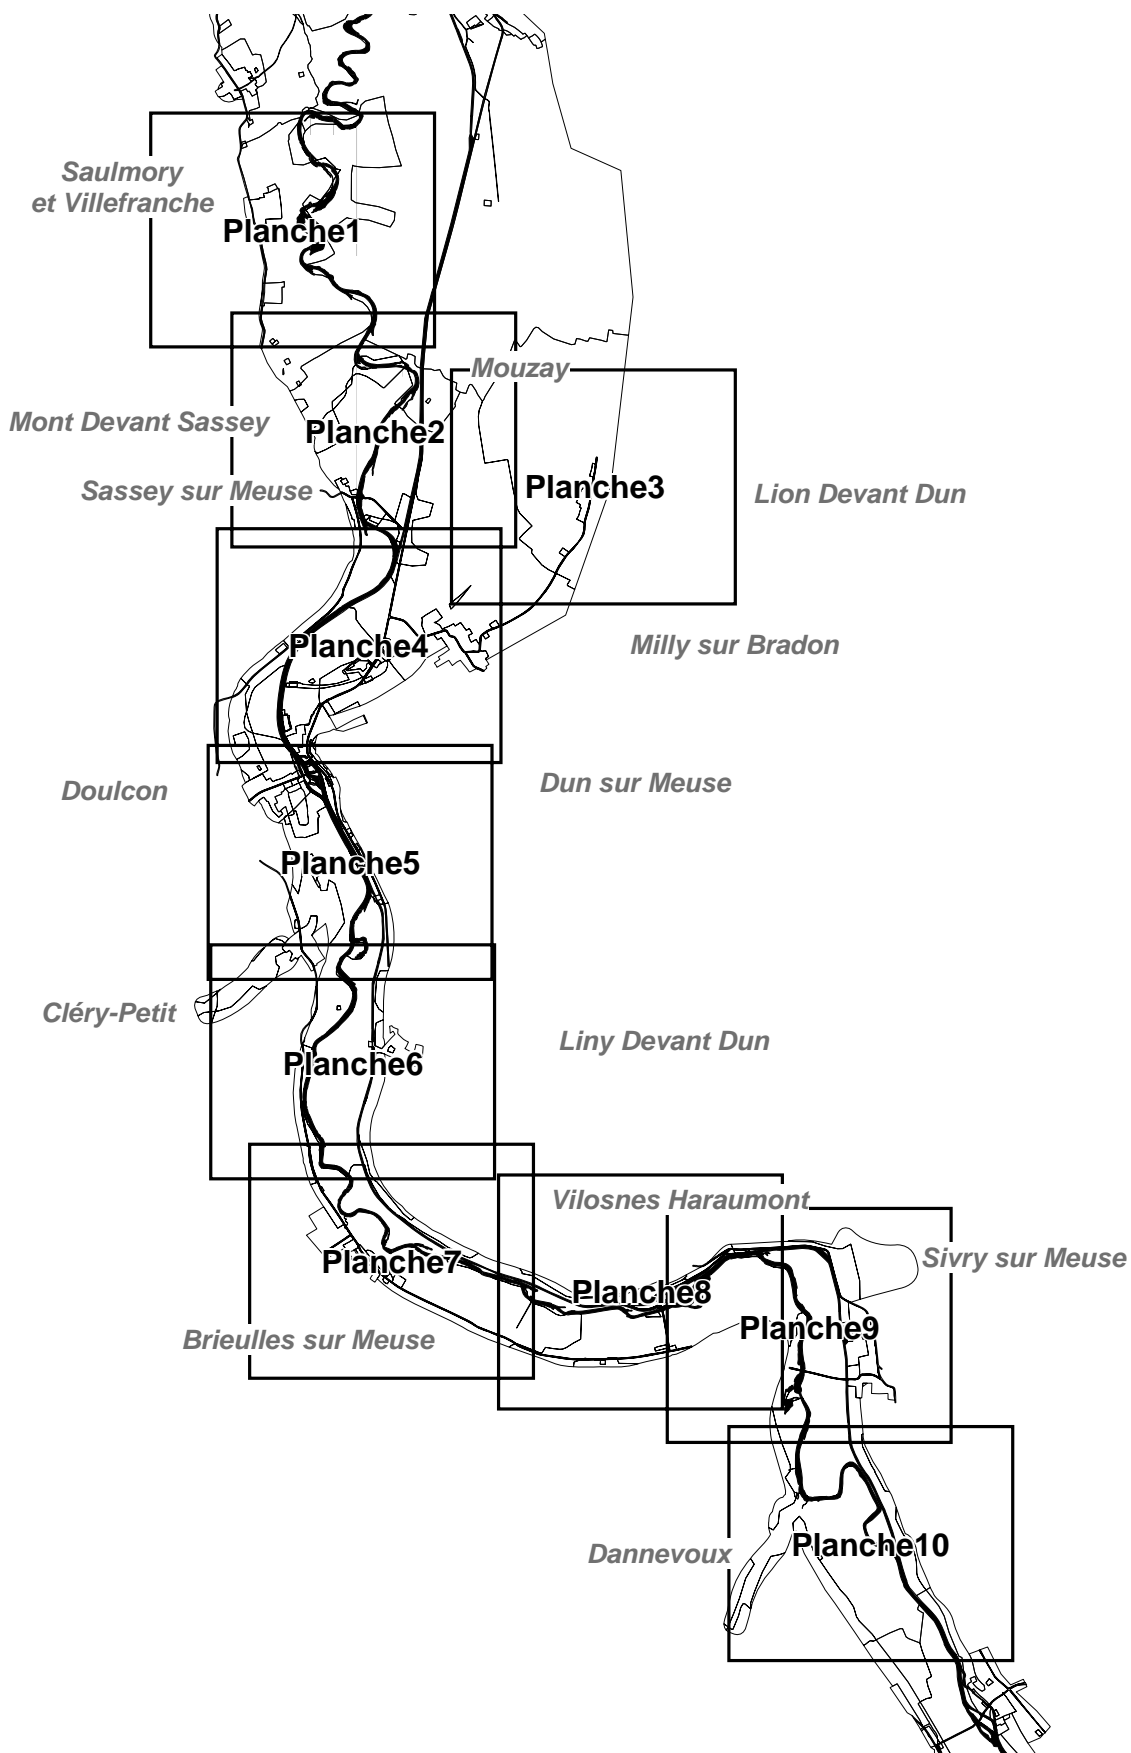 Saulmory
et Villefranche
Planche1
Mouzay
Mont Devant Sassey
Planche2
Sassey sur Meuse
Planche3
Lion Devant Dun
Planche4
Milly sur Bradon
Doulcon
Dun sur Meuse
Planche5
Cléry-Petit
Liny Devant Dun
Planche6
Vilosnes Haraumont
Planche7
Sivry sur Meuse
Planche8
Brieulles sur Meuse
Planche9
Dannevoux
Planche10